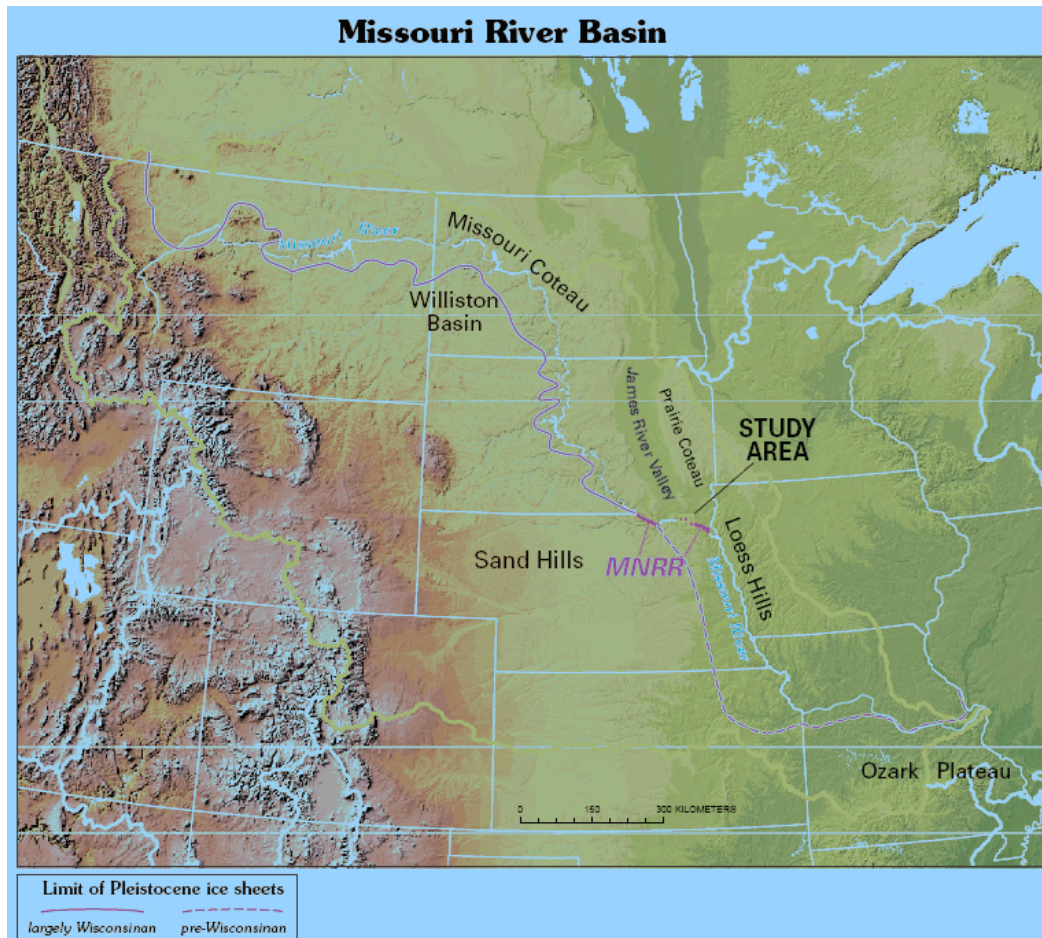 Missouri River Basin
Missouri River
Missouri Coteau
Williston
Basin
James River Valley
Prairie Coteau
STUDY
AREA
Sand Hills
MNRR
Loess Hills
Missouri River
Ozark Plateau
0 150 300 KILOMETERS
Limit of Pleistocene ice sheets
largely Wisconsinan pre-Wisconsinan